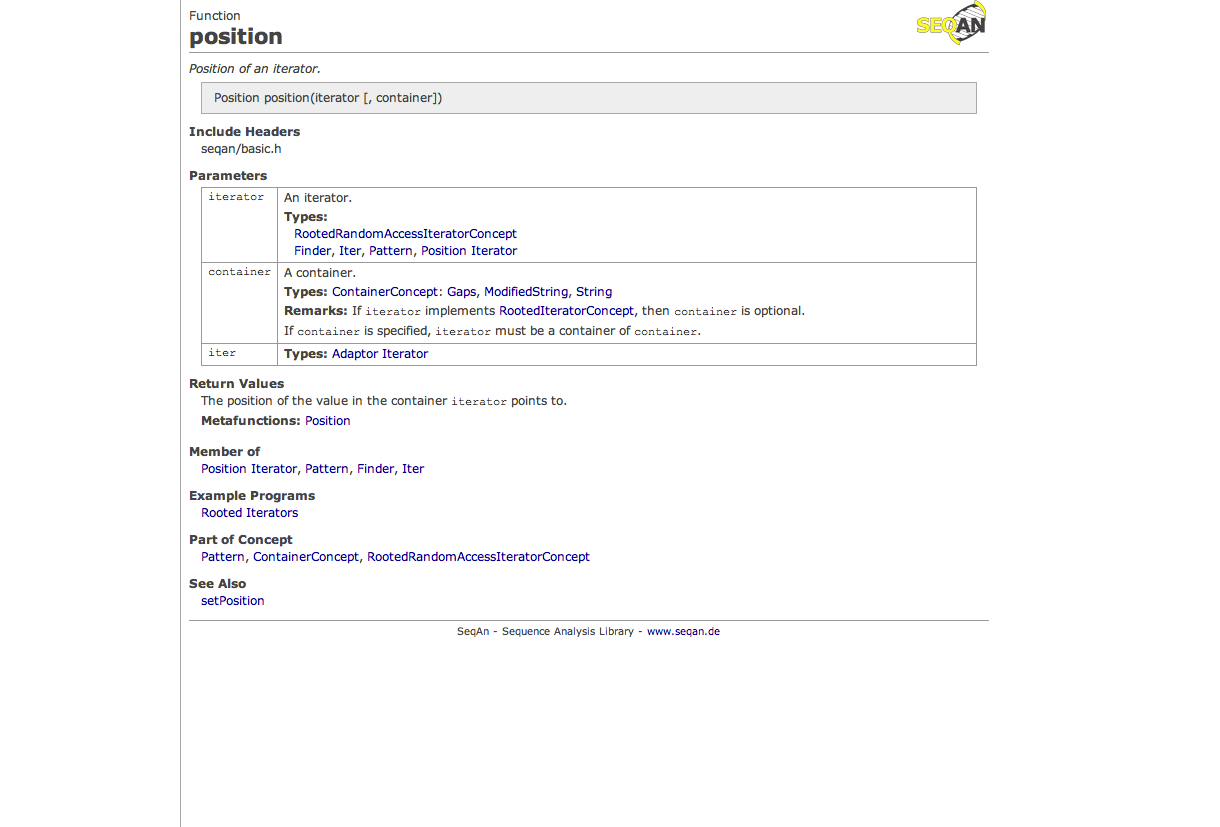 Function
SEQAN
position
Position of an iterator.
Position position(iterator [, container])
Include Headers
seqan/basic.h
Parameters
iterator An iterator.
Types:
RootedRandomAccessIteratorConcept
Finder, Iter, Pattern, Position Iterator
container A container.
Types: ContainerConcept: Gaps, ModifiedString, String
Remarks: If iterator implements RootedIteratorConcept, then container is optional.
If container is specified, iterator must be a container of container.
iter Types: Adaptor Iterator
Return Values
The position of the value in the container iterator points to.
Metafunctions: Position
Member of
Position Iterator, Pattern, Finder, Iter
Example Programs
Rooted Iterators
Part of Concept
Pattern, ContainerConcept, RootedRandomAccessIteratorConcept
See Also
setPosition
SeqAn - Sequence Analysis Library - www.seqan.de